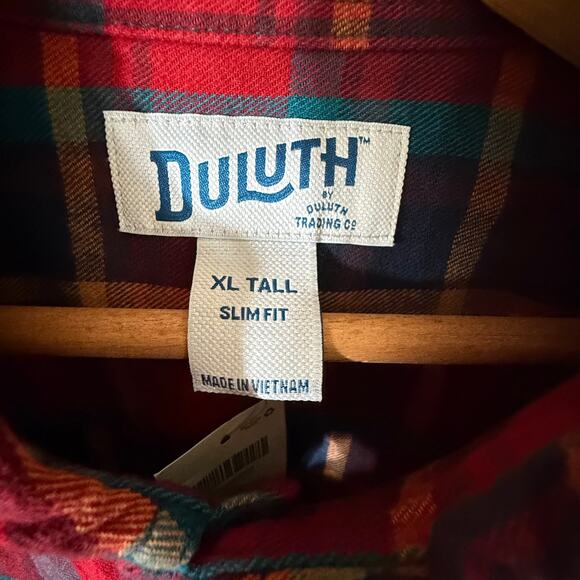 DULUTH™
BY
DULUTH
TRADING Co
XL TALL
SLIM FIT
MADE IN VIETNAM